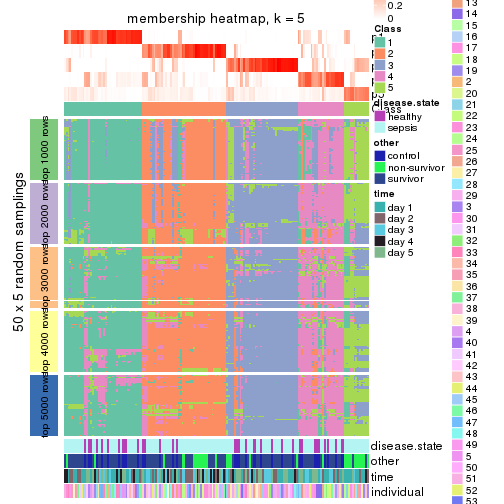 membership heatmap, k = 5
50 x 5 random samplings
top 1000 rows
top 2000 rows
top 3000 rows
top 4000 rows
top 5000 rows
disease.state
other
time
individual
0.2
0
Class
1
2
3
4
5
disease.state
healthy
sepsis
other
control
non-survivor
survivor
time
day 1
day 2
day 3
day 4
day 5
13
14
15
16
17
18
19
2
20
21
22
23
24
25
26
27
28
29
3
30
31
32
33
34
35
36
37
38
39
4
40
41
42
43
44
45
46
47
48
49
5
50
51
52
53